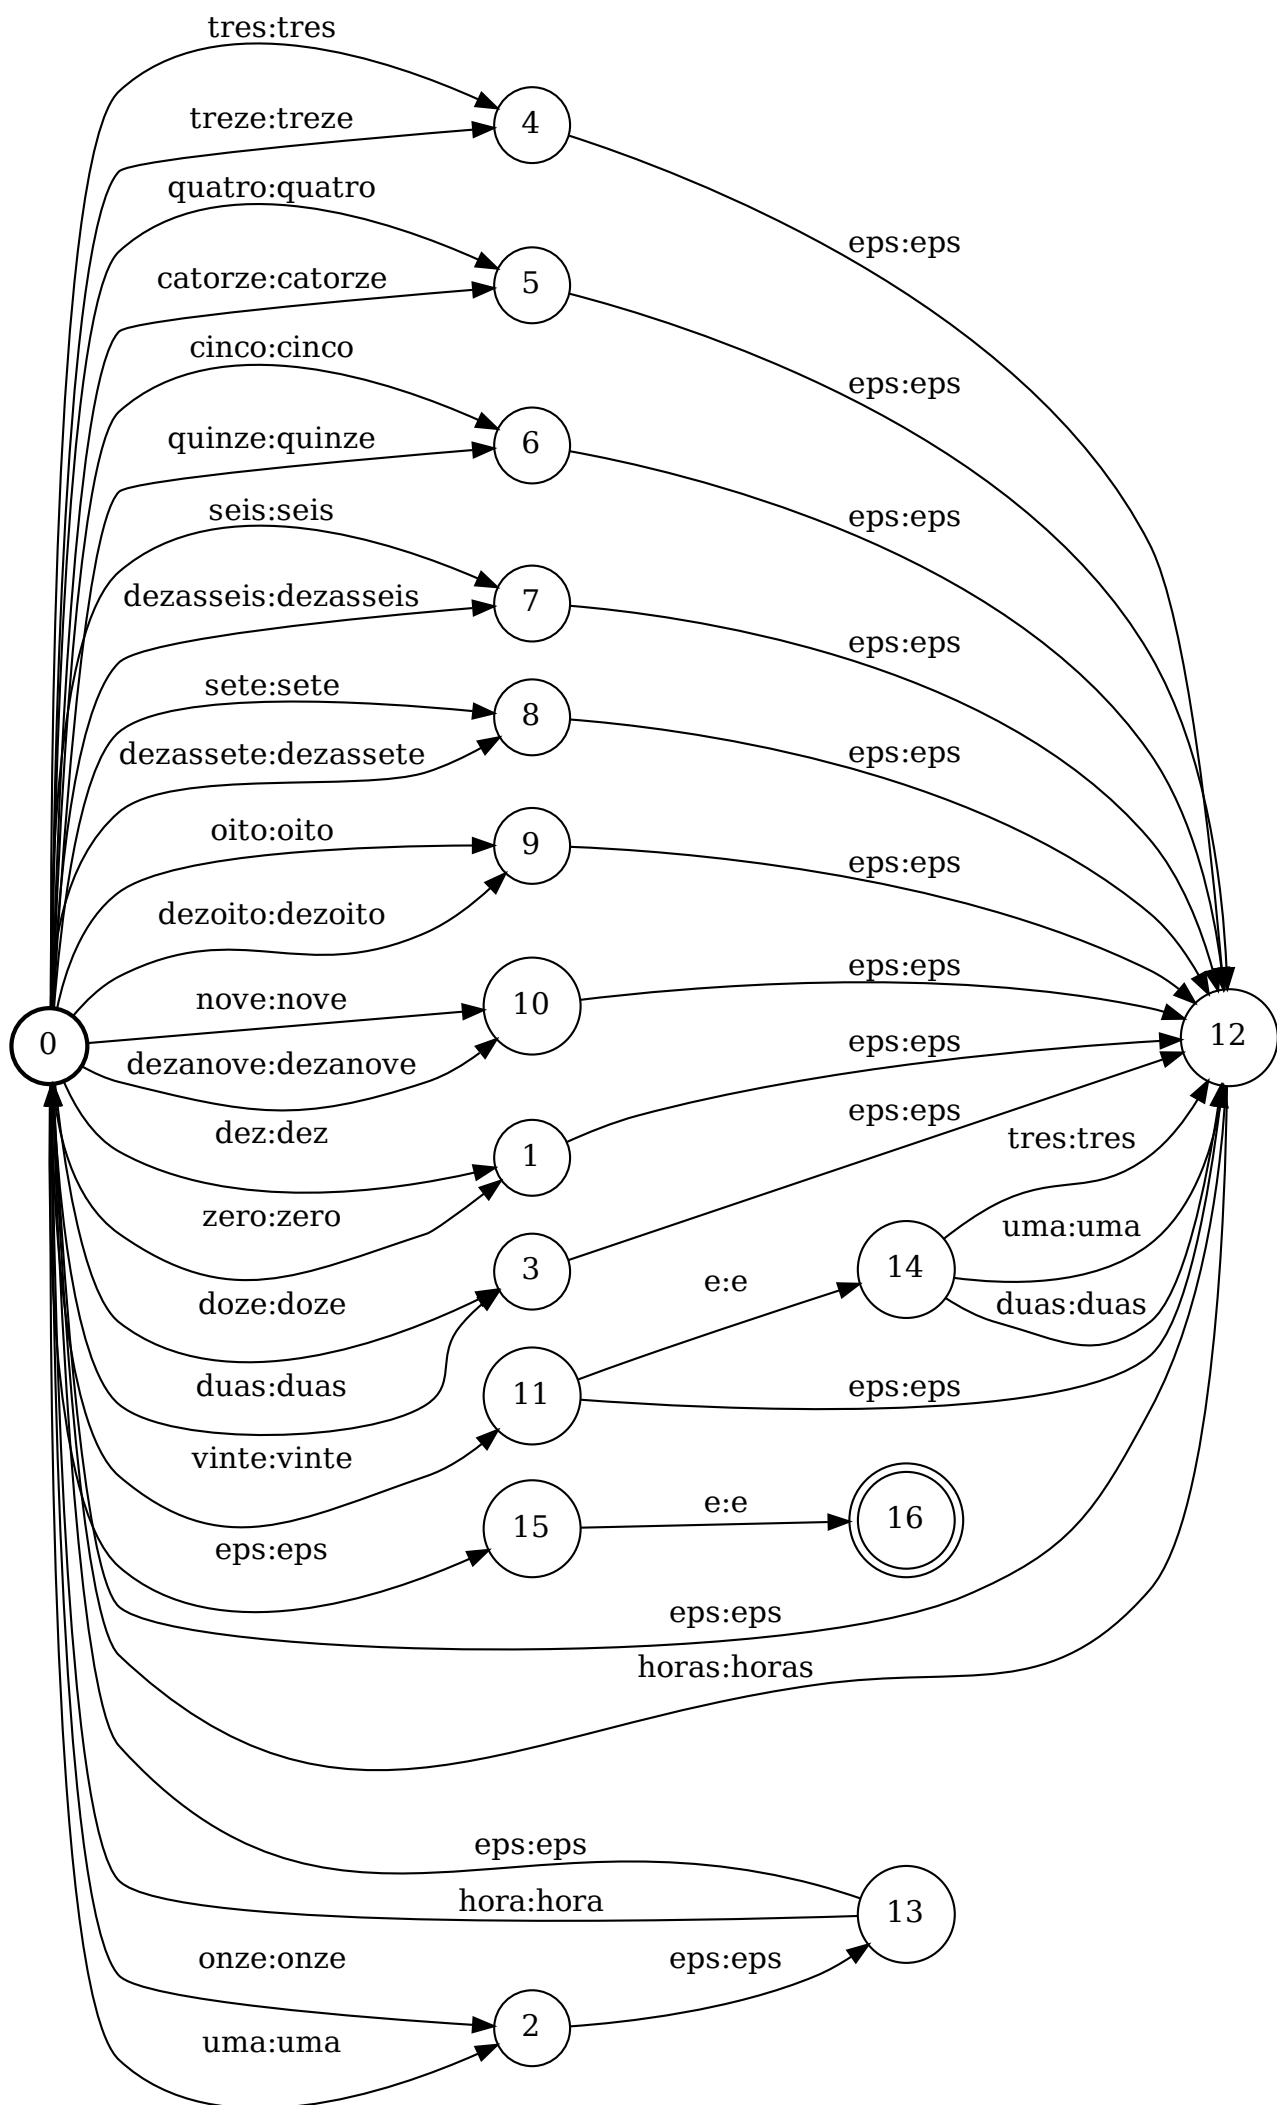 tres:tres
4
treze:treze
quatro:quatro
eps:eps
5
catorze:catorze
cinco:cinco
eps:eps
6
quinze:quinze
seis:seis
eps:eps
7
dezasseis:dezasseis
eps:eps
sete:sete
8
dezassete:dezassete
eps:eps
oito:oito
9
eps:eps
dezoito:dezoito
eps:eps
nove:nove
10
12
0
eps:eps
dezanove:dezanove
eps:eps
dez:dez
tres:tres
1
zero:zero
uma:uma
3
14
e:e
doze:doze
duas:duas
duas:duas
11
eps:eps
vinte:vinte
e:e
15
16
eps:eps
eps:eps
horas:horas
eps:eps
hora:hora
13
onze:onze
eps:eps
2
uma:uma